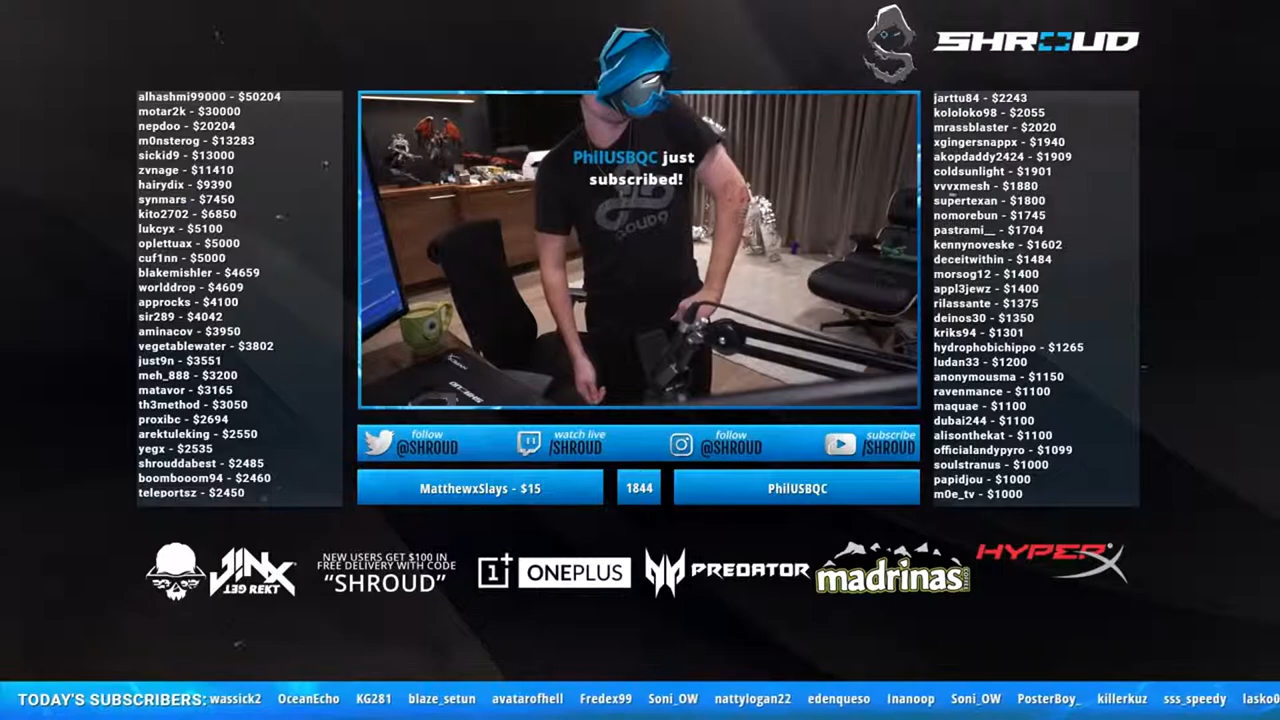 SHROUD
alhashmi99000 - $50204
motar2k - $30000
nepdoo - $20204
m0nsterog - $13283
sickid9 - $13000
zvnage - $11410
hairydix - $9390
synmars - $7450
kito2702 - $6850
lukcyx - $5100
oplettuax - $5000
cuf1nn - $5000
blakemishler - $4659
worlddrop - $4609
approcks - $4100
sir289 - $4042
aminacov - $3950
vegetablewater - $3802
just9n - $3551
meh_888 - $3200
matavor - $3165
th3method - $3050
proxibc - $2694
arektuleking - $2550
yegx - $2535
shrouddabest - $2485
boombooom94 - $2460
teleportsz - $2450
PhilUSBQC just
subscribed!
CLOUD9
jarttu84 - $2243
kololoko98 - $2055
mrassblaster - $2020
xgingersnappx - $1940
akopdaddy2424 - $1909
coldsunlight - $1901
vvvxmesh - $1880
supertexan - $1800
nomorebun - $1745
pastrami__ - $1704
kennynoveske - $1602
deceitwithin - $1484
morsog12 - $1400
appl3jewz - $1400
rilassante - $1375
deinos30 - $1350
kriks94 - $1301
hydrophobichippo - $1265
ludan33 - $1200
anonymousma - $1150
ravenmance - $1100
maquae - $1100
dubai244 - $1100
alisonthekat - $1100
officialandypyro - $1099
soulstranus - $1000
papidjou - $1000
m0e_tv - $1000
follow
@SHROUD
watch live
/SHROUD
follow
@SHROUD
subscribe
/SHROUD
MatthewxSlays - $15
1844
PhilUSBQC
JINX
GET REKT
NEW USERS GET $100 IN
FREE DELIVERY WITH CODE
“SHROUD”
1+ ONEPLUS
PREDATOR
madrinas
COFFEE
HYPERX
TODAY'S SUBSCRIBERS: wassick2 OceanEcho KG281 blaze_setun avatarofhell Fredex99 Soni_OW nattylogan22 edenqueso Inanoop Soni_OW PosterBoy_ killerkuz sss_speedy